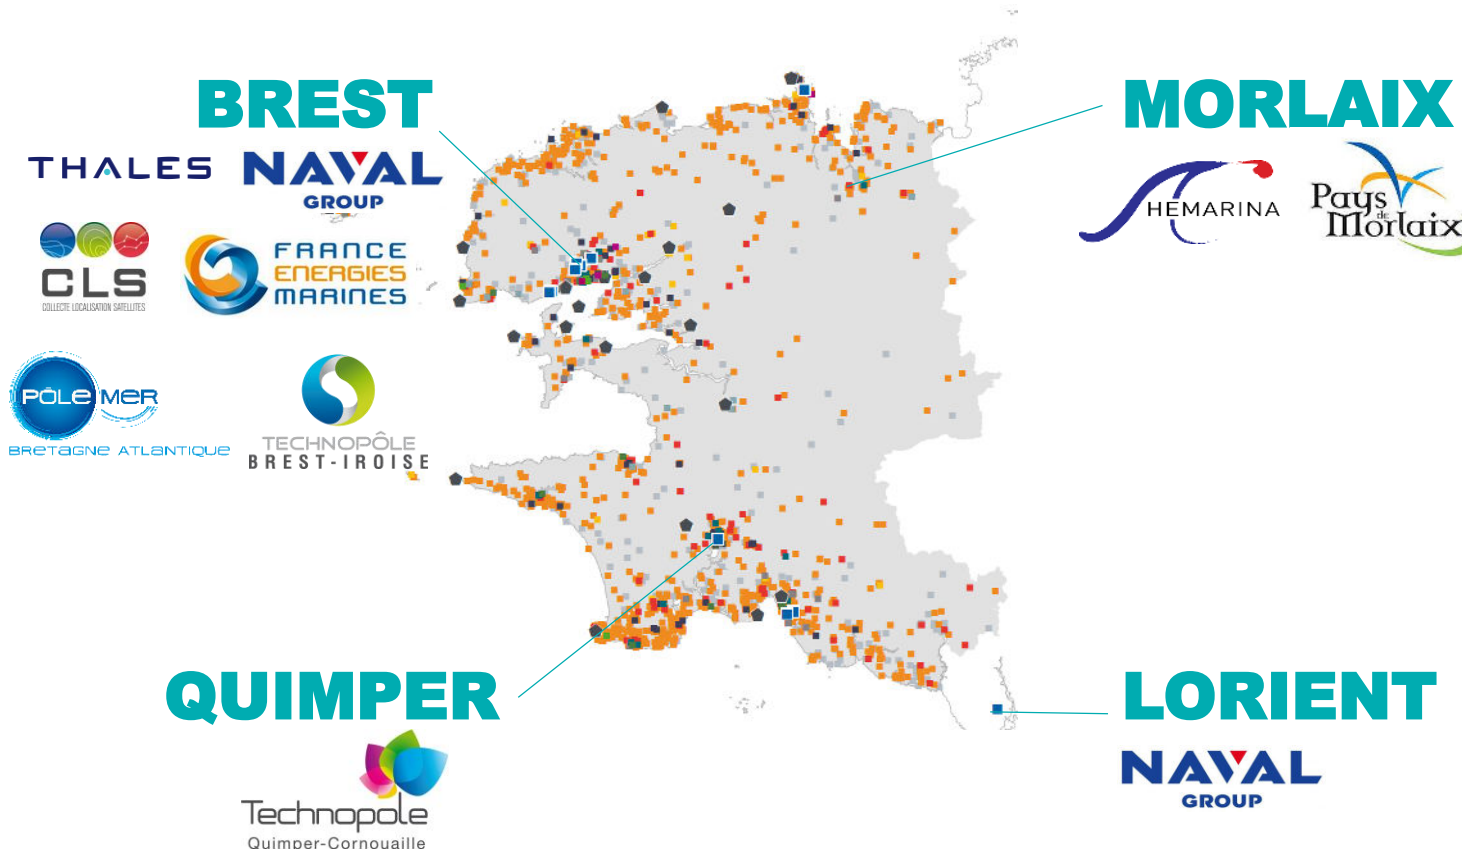 BREST
THALES
NAVAL
GROUP
CLS
COLLECTE LOCALISATION SATELLITES
FRANCE
ENERGIES
MARINES
PÔLE MER
BRETAGNE ATLANTIQUE
TECHNOPÔLE
BREST-IROISE
MORLAIX
HEMARINA
Pays
de
Morlaix
QUIMPER
Technopole
Quimper-Cornouaille
LORIENT
NAVAL
GROUP